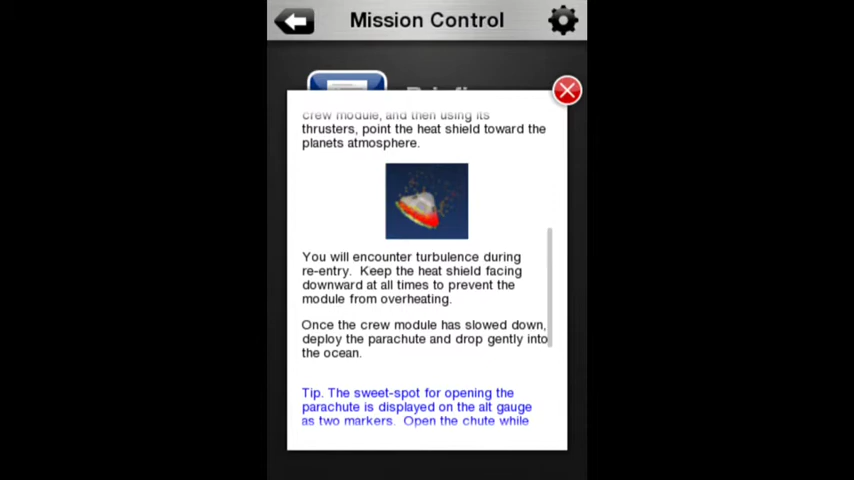 Mission Control
crew module, and then using its
thrusters, point the heat shield toward the
planets atmosphere.
You will encounter turbulence during
re-entry.  Keep the heat shield facing
downward at all times to prevent the
module from overheating.
Once the crew module has slowed down,
deploy the parachute and drop gently into
the ocean.
Tip. The sweet-spot for opening the
parachute is displayed on the alt gauge
as two markers.  Open the chute while